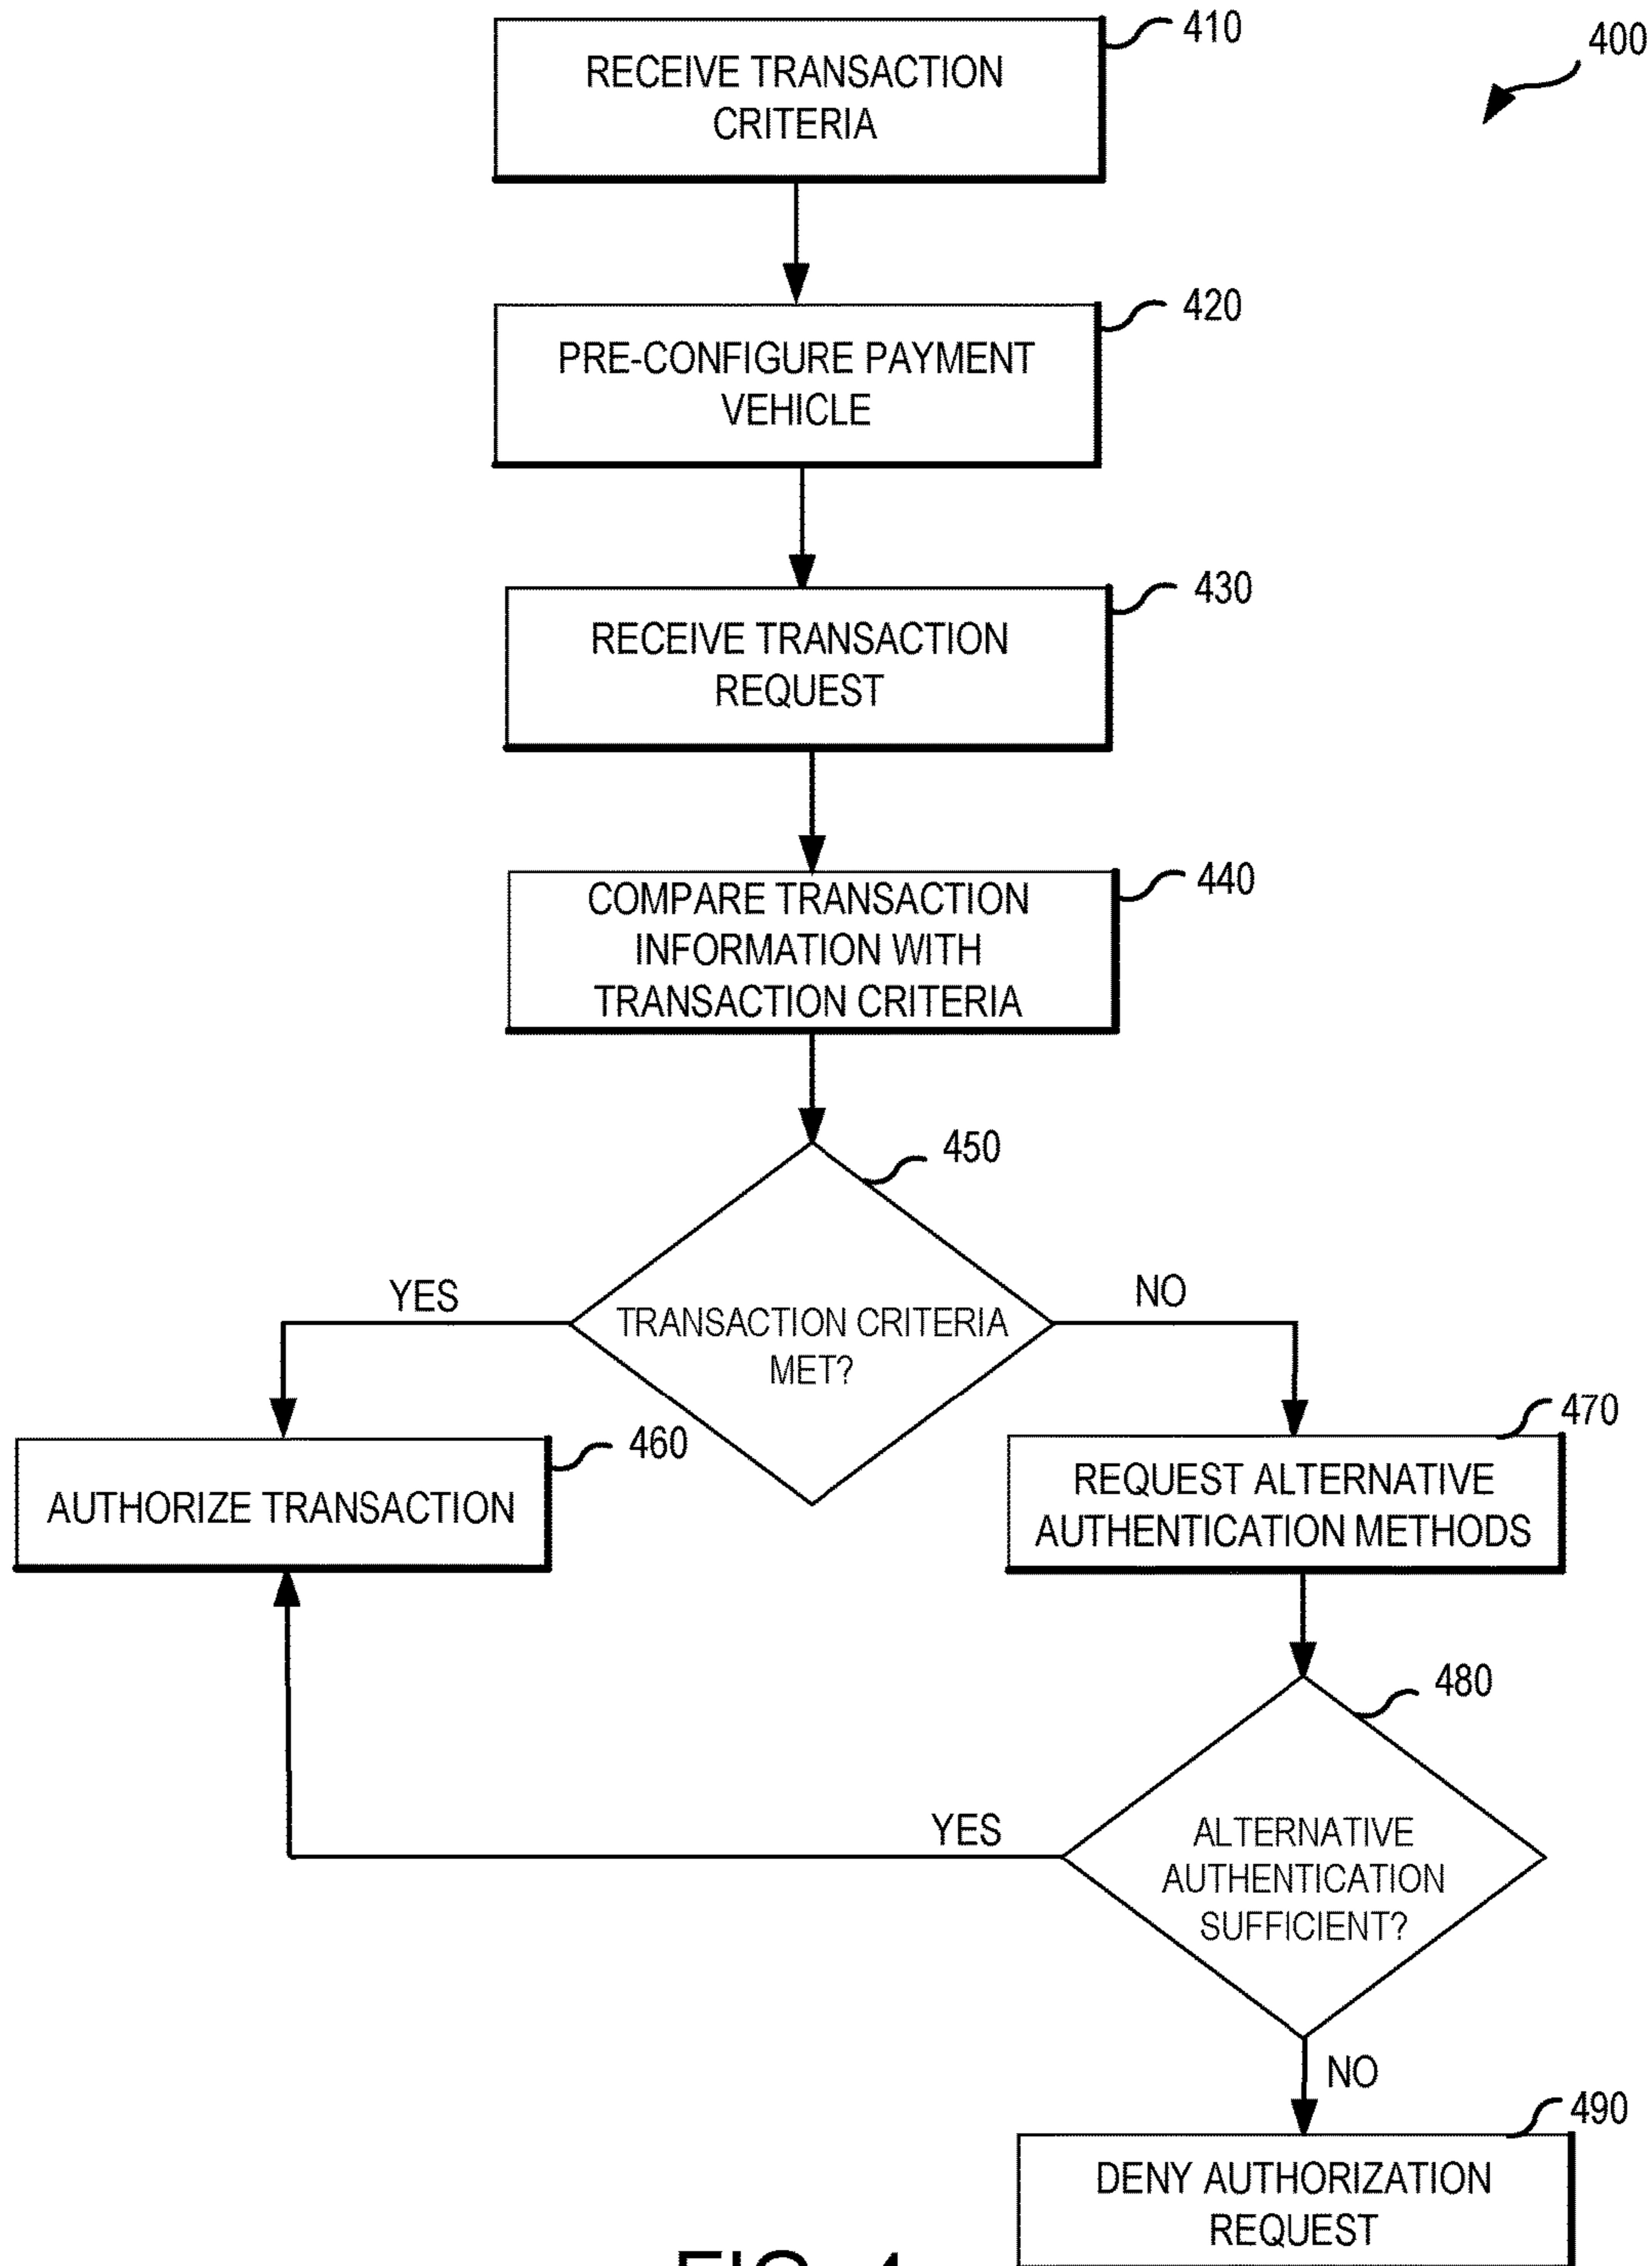 410
400
RECEIVE TRANSACTION
CRITERIA
420
PRE-CONFIGURE PAYMENT
VEHICLE
430
RECEIVE TRANSACTION
REQUEST
440
COMPARE TRANSACTION
INFORMATION WITH
TRANSACTION CRITERIA
450
YES
NO
TRANSACTION CRITERIA
MET?
460
470
AUTHORIZE TRANSACTION
REQUEST ALTERNATIVE
AUTHENTICATION METHODS
480
YES
ALTERNATIVE
AUTHENTICATION
SUFFICIENT?
NO
490
DENY AUTHORIZATION
REQUEST
FIG. 4